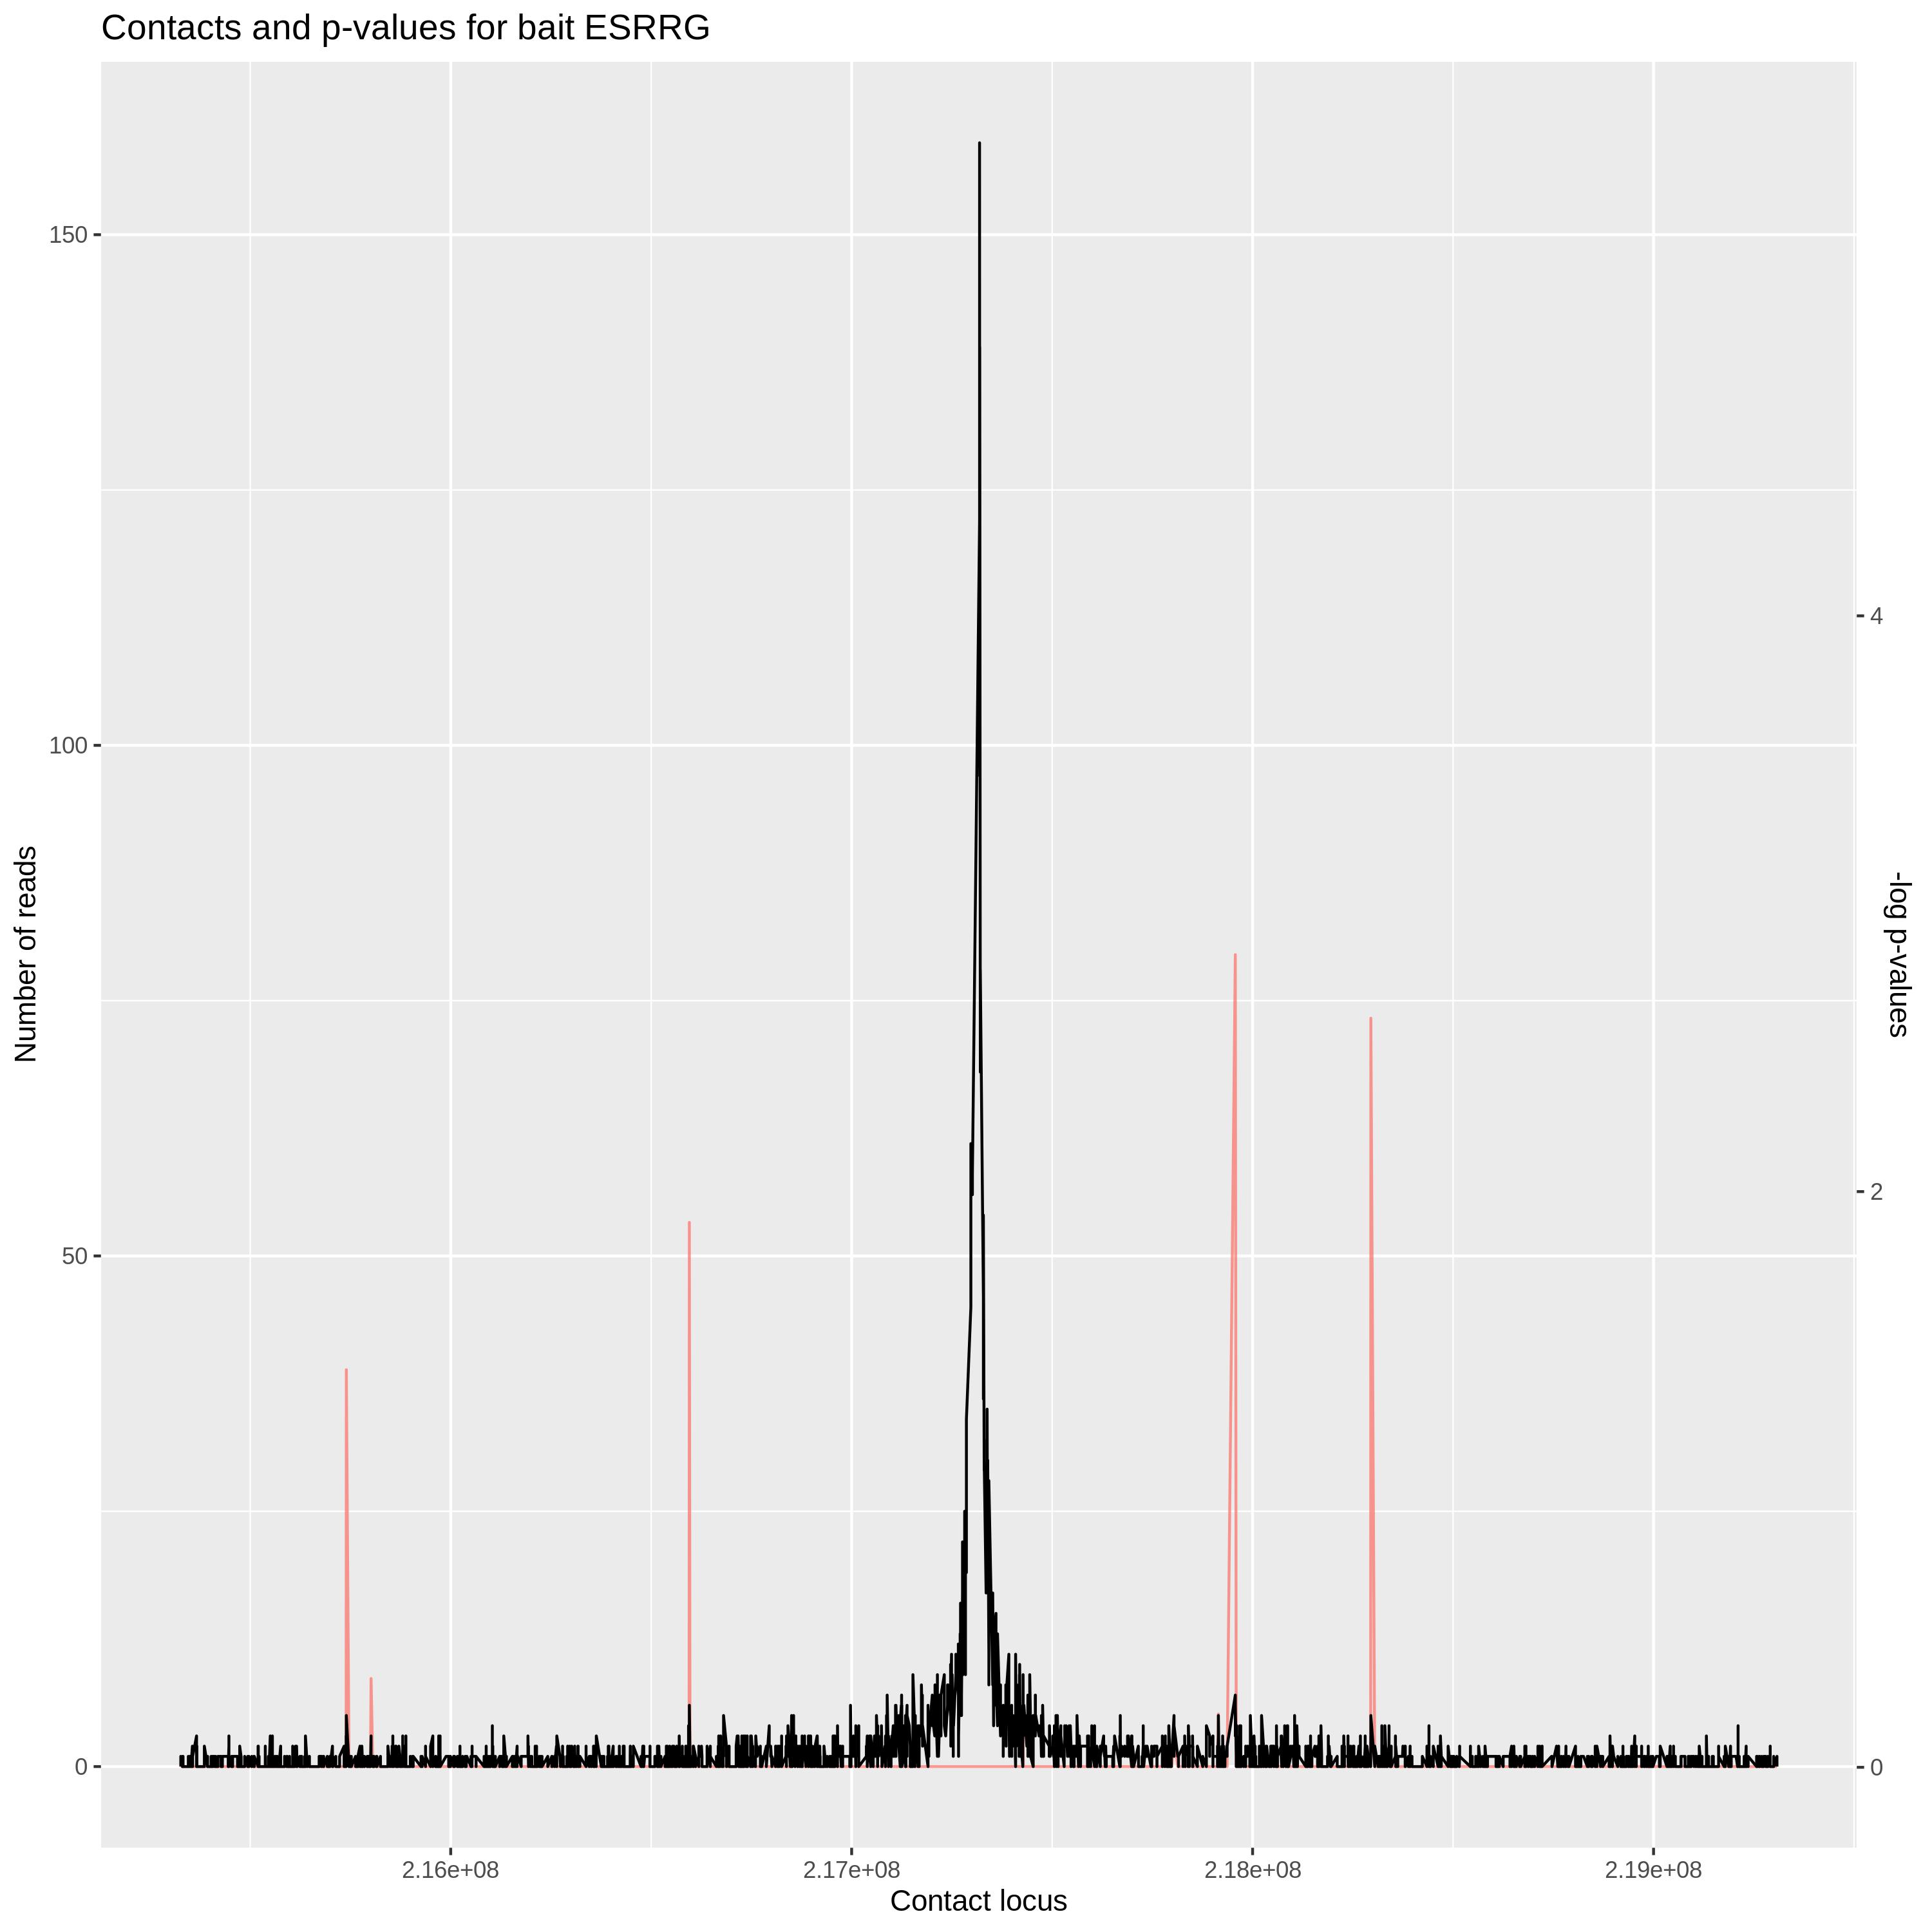 Contacts and p-values for bait ESRRG
150
100
50
0
Number of reads
4
2
0
-log p-values
2.16e+08
2.17e+08
2.18e+08
2.19e+08
Contact locus